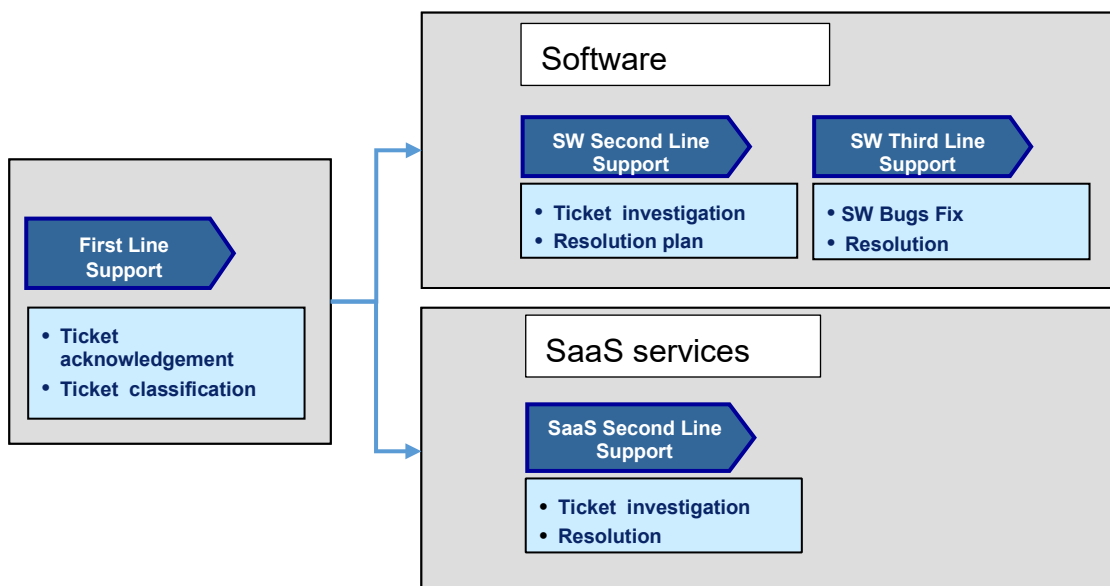 Software
SW Second Line
Support
• Ticket investigation
• Resolution plan
SW Third Line
Support
• SW Bugs Fix
• Resolution
First Line
Support
• Ticket
acknowledgement
• Ticket classification
SaaS services
SaaS Second Line
Support
• Ticket investigation
• Resolution